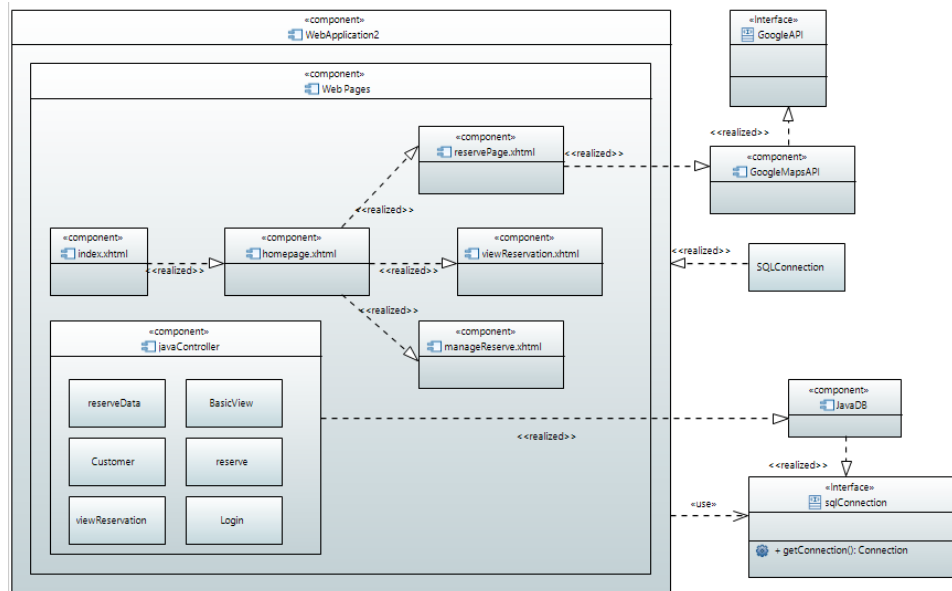 «component»
WebApplication2
«component»
Web Pages
«component»
reservePage.xhtml
<<realized>>
«Interface»
GoogleAPI
<<realized>>
«component»
GoogleMapsAPI
<<realized>>
«component»
index.xhtml
<<realized>>
«component»
homepage.xhtml
<<realized>>
«component»
viewReservation.xhtml
<<realized>>
SQLConnection
<<realized>>
«component»
manageReserve.xhtml
«component»
javaController
reserveData
BasicView
Customer
reserve
viewReservation
Login
<<realized>>
«component»
JavaDB
<<realized>>
«use»
«Interface»
sqlConnection
+ getConnection(): Connection